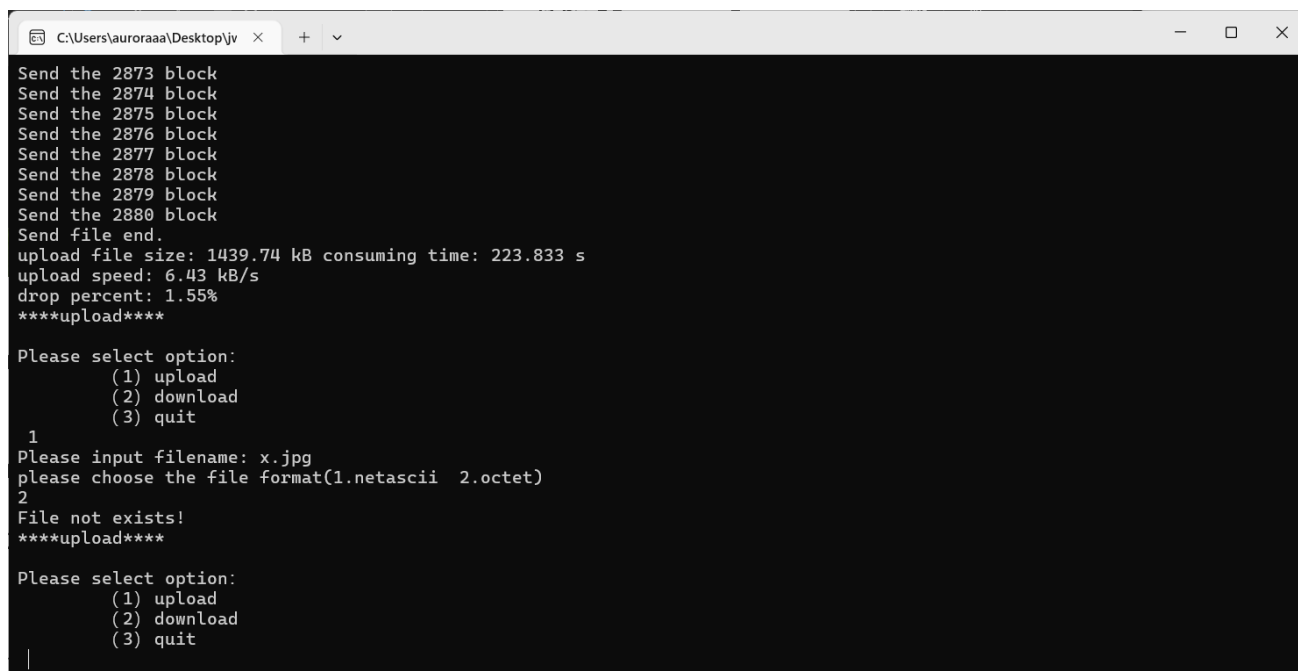 C:\Users\auroraaa\Desktop\jv
Send the 2873 block
Send the 2874 block
Send the 2875 block
Send the 2876 block
Send the 2877 block
Send the 2878 block
Send the 2879 block
Send the 2880 block
Send file end.
upload file size: 1439.74 kB consuming time: 223.833 s
upload speed: 6.43 kB/s
drop percent: 1.55%
****upload****
Please select option:
(1) upload
(2) download
(3) quit
1
Please input filename: x.jpg
please choose the file format(1.netascii  2.octet)
2
File not exists!
****upload****
Please select option:
(1) upload
(2) download
(3) quit